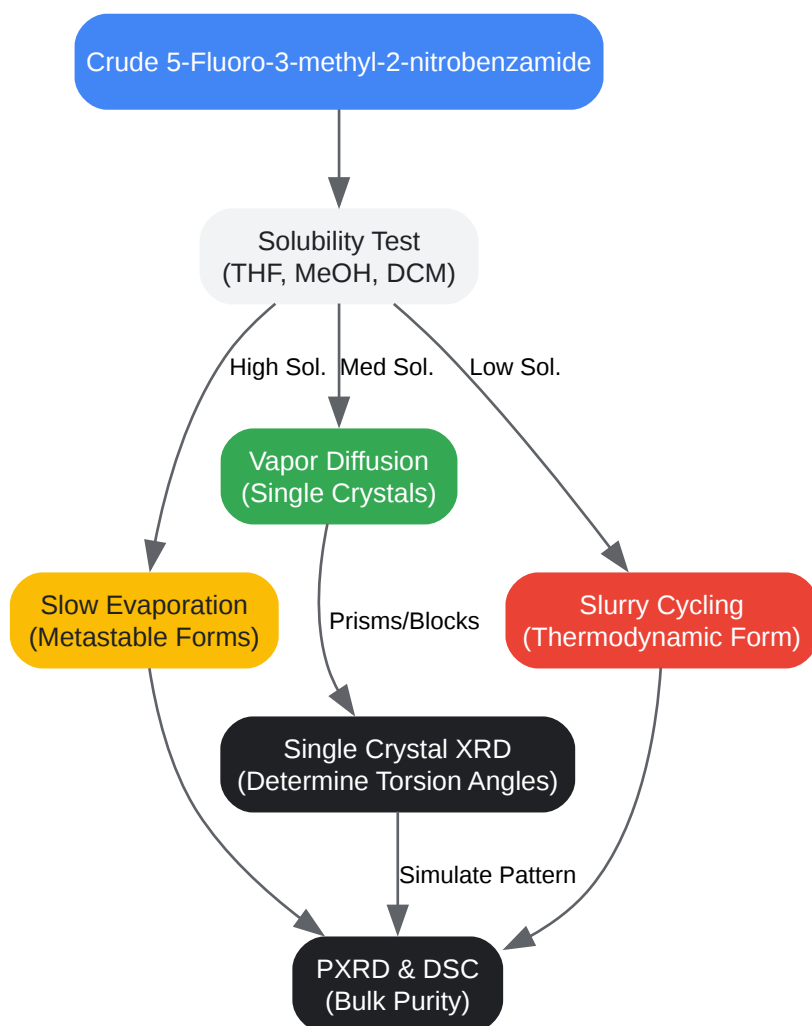 Crude 5-Fluoro-3-methyl-2-nitrobenzamide
Solubility Test
(THF, MeOH, DCM)
High Sol.
Med Sol.
Low Sol.
Vapor Diffusion
(Single Crystals)
Slow Evaporation
(Metastable Forms)
Prisms/Blocks
Slurry Cycling
(Thermodynamic Form)
Single Crystal XRD
(Determine Torsion Angles)
Simulate Pattern
PXRD & DSC
(Bulk Purity)